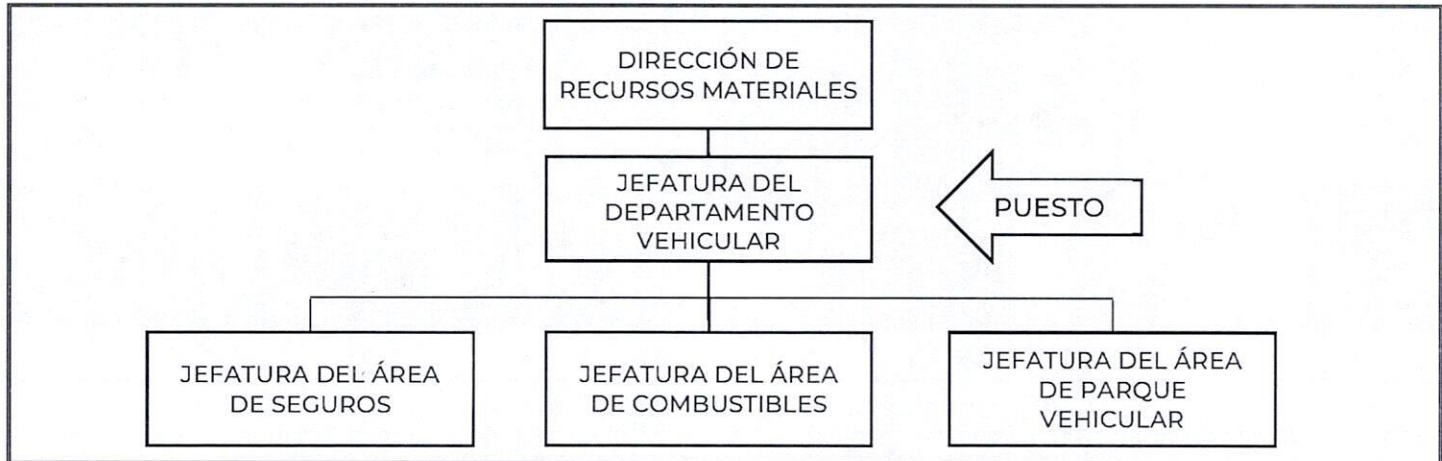 DIRECCIÓN DE
RECURSOS MATERIALES
JEFATURA DEL
DEPARTAMENTO
VEHICULAR
PUESTO
JEFATURA DEL ÁREA
DE SEGUROS
JEFATURA DEL ÁREA
DE COMBUSTIBLES
JEFATURA DEL ÁREA
DE PARQUE
VEHICULAR